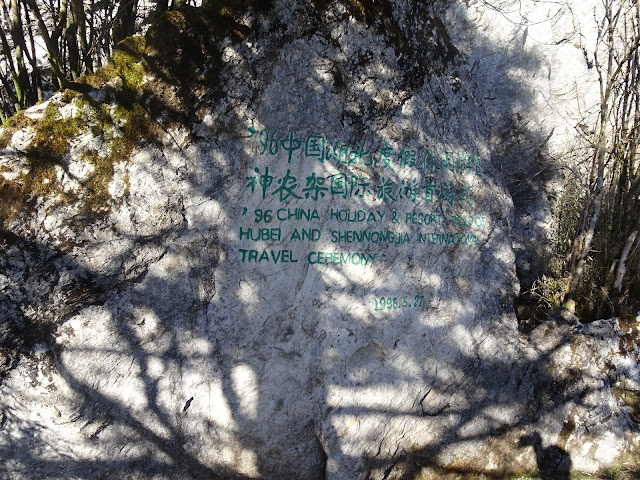 '96中国湖北度假
神农架国际旅游
'96 CHINA HOLIDAY & RESORT
HUBEI AND SHENNONGJIA INTERNATIONAL
TRAVEL CEREMONY
1996.5.27